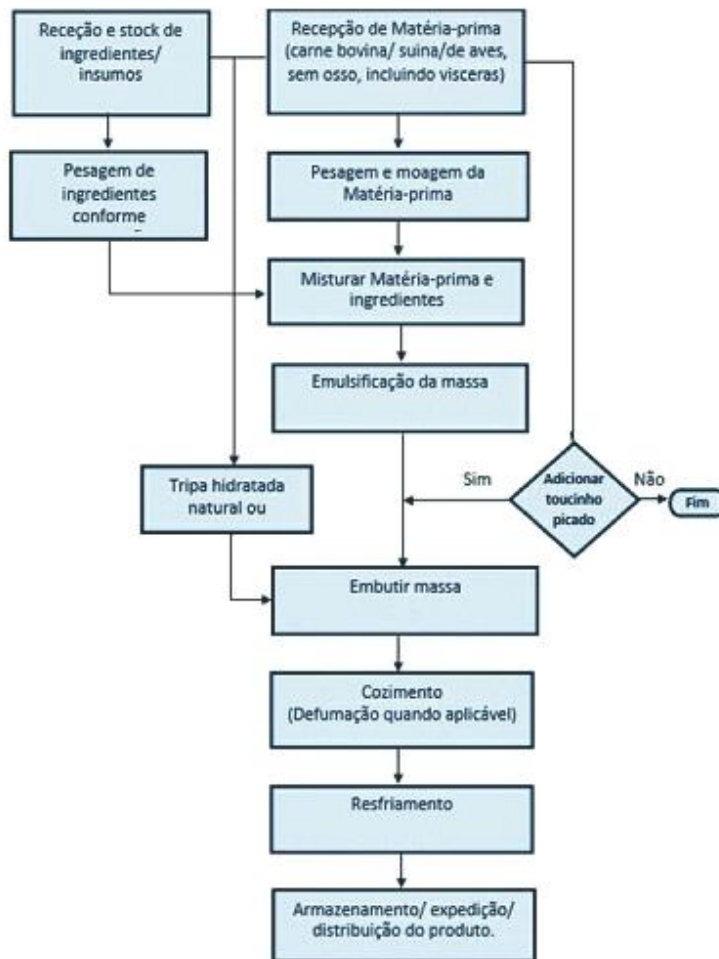 Receção e stock de
ingredientes/
insumos
Recepção de Matéria-prima
(carne bovina/ suina/de aves,
sem osso, incluindo visceras)
Pesagem de
ingredientes
conforme
Pesagem e moagem da
Matéria-prima
Misturar Matéria-prima e
ingredientes
Emulsificação da massa
Tripa hidratada
natural ou
Sim
Adicionar
toucinho
picado
Não
Fim
Embutir massa
Cozimento
(Defumação quando aplicável)
Resfriamento
Armazenamento/ expedição/
distribuição do produto.